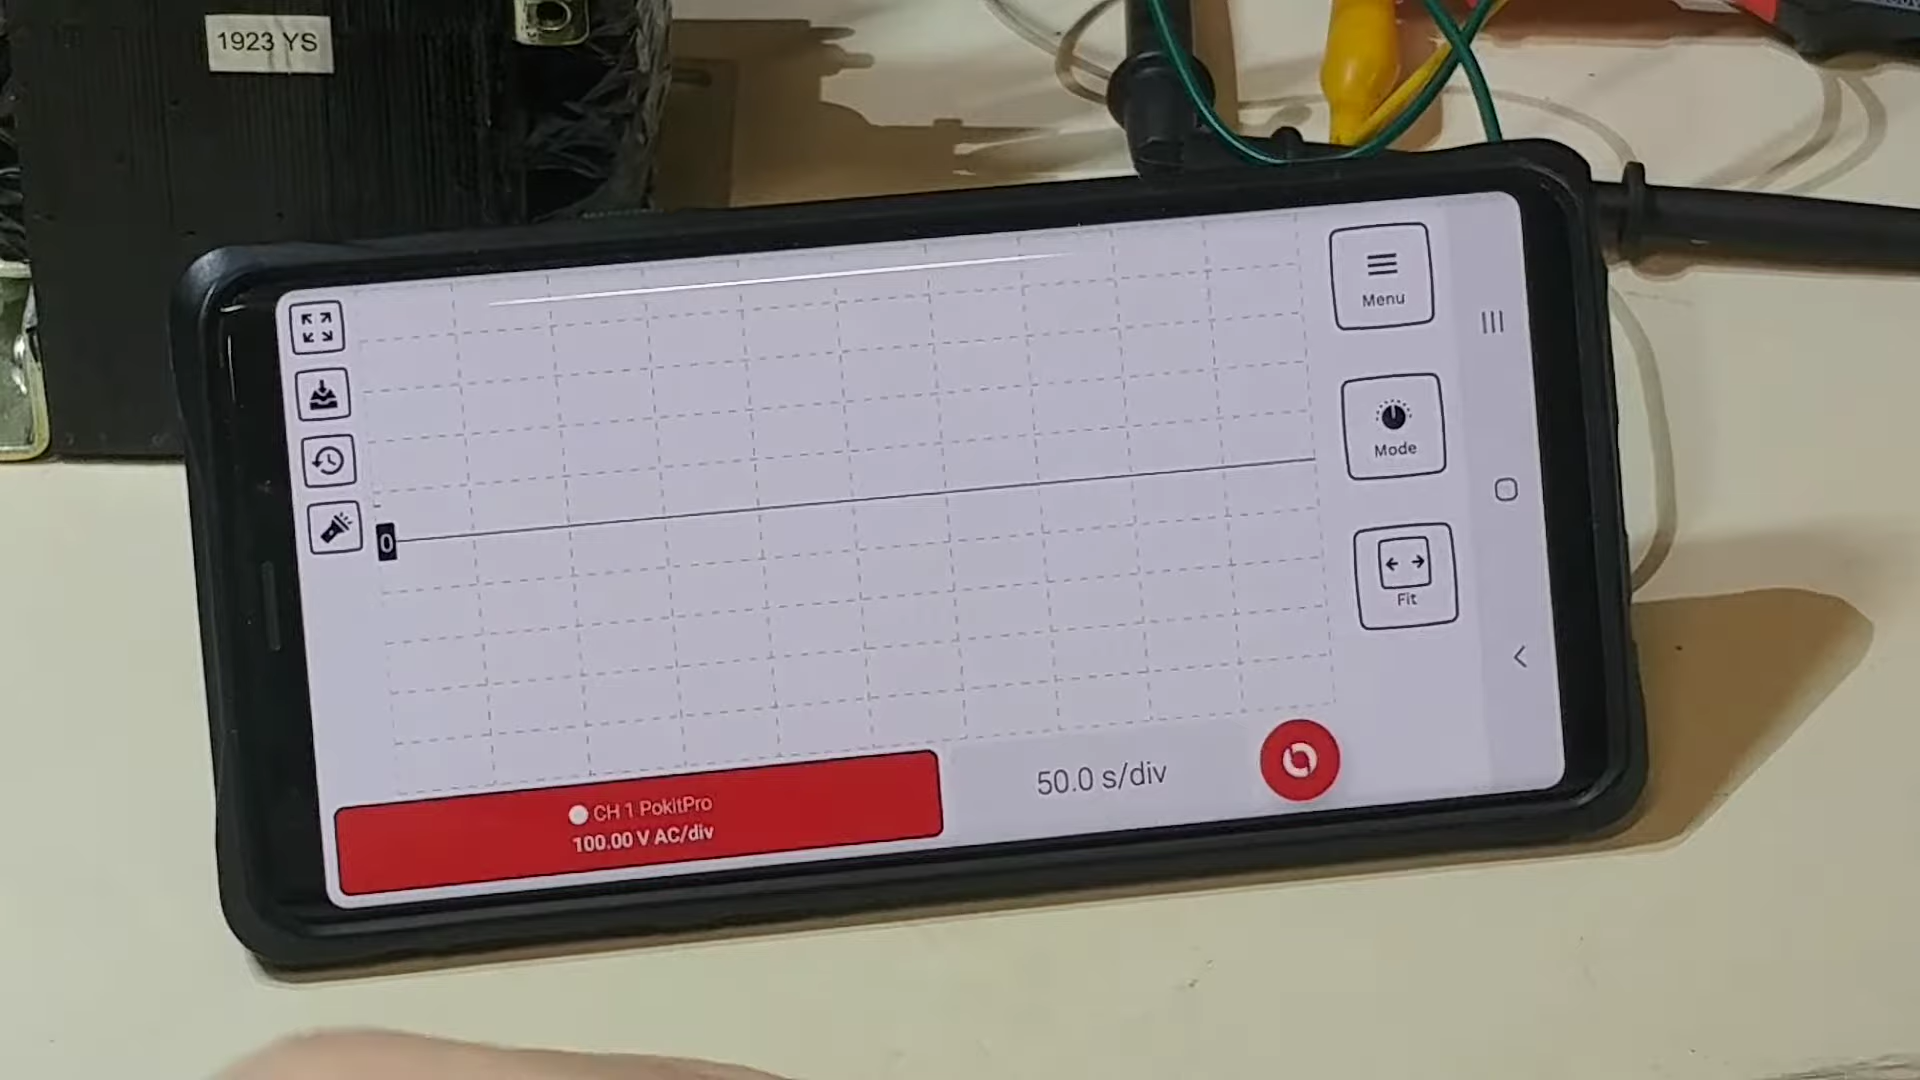 1923 YS
Menu
Mode
0
Fit
CH 1 PokitPro
100.00 V AC/div
50.0 s/div